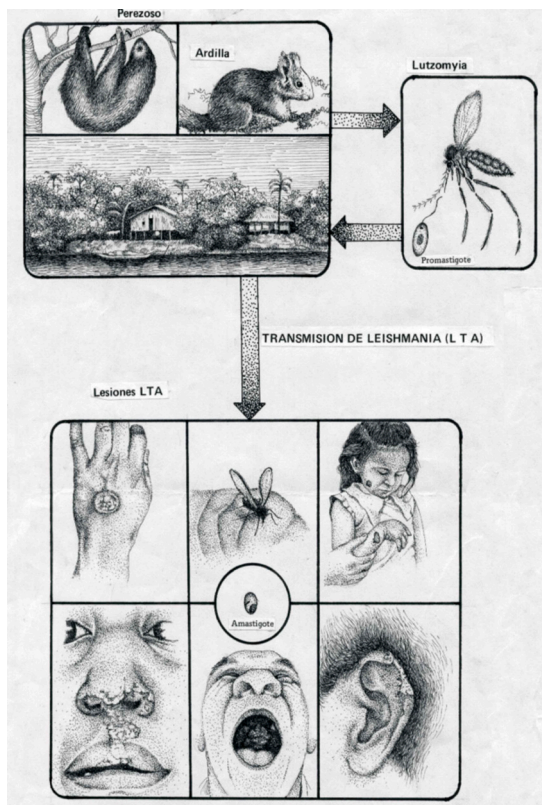 Perezoso
Ardilla
Lutzomyia
Promastigote
TRANSMISION DE LEISHMANIA (L T A)
Lesiones LTA
Amastigote